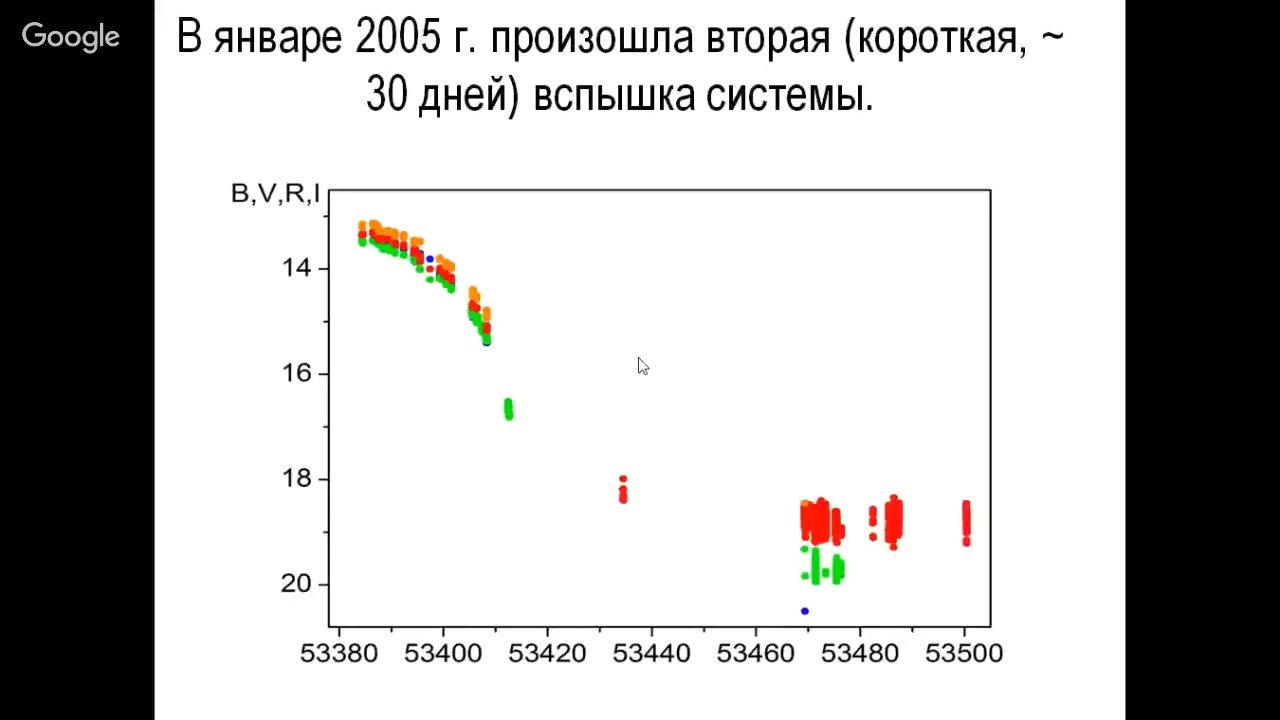 Google
В январе 2005 г. произошла вторая (короткая, ~
30 дней) вспышка системы.
B,V,R,I
14
16
18
20
53380 53400 53420 53440 53460 53480 53500